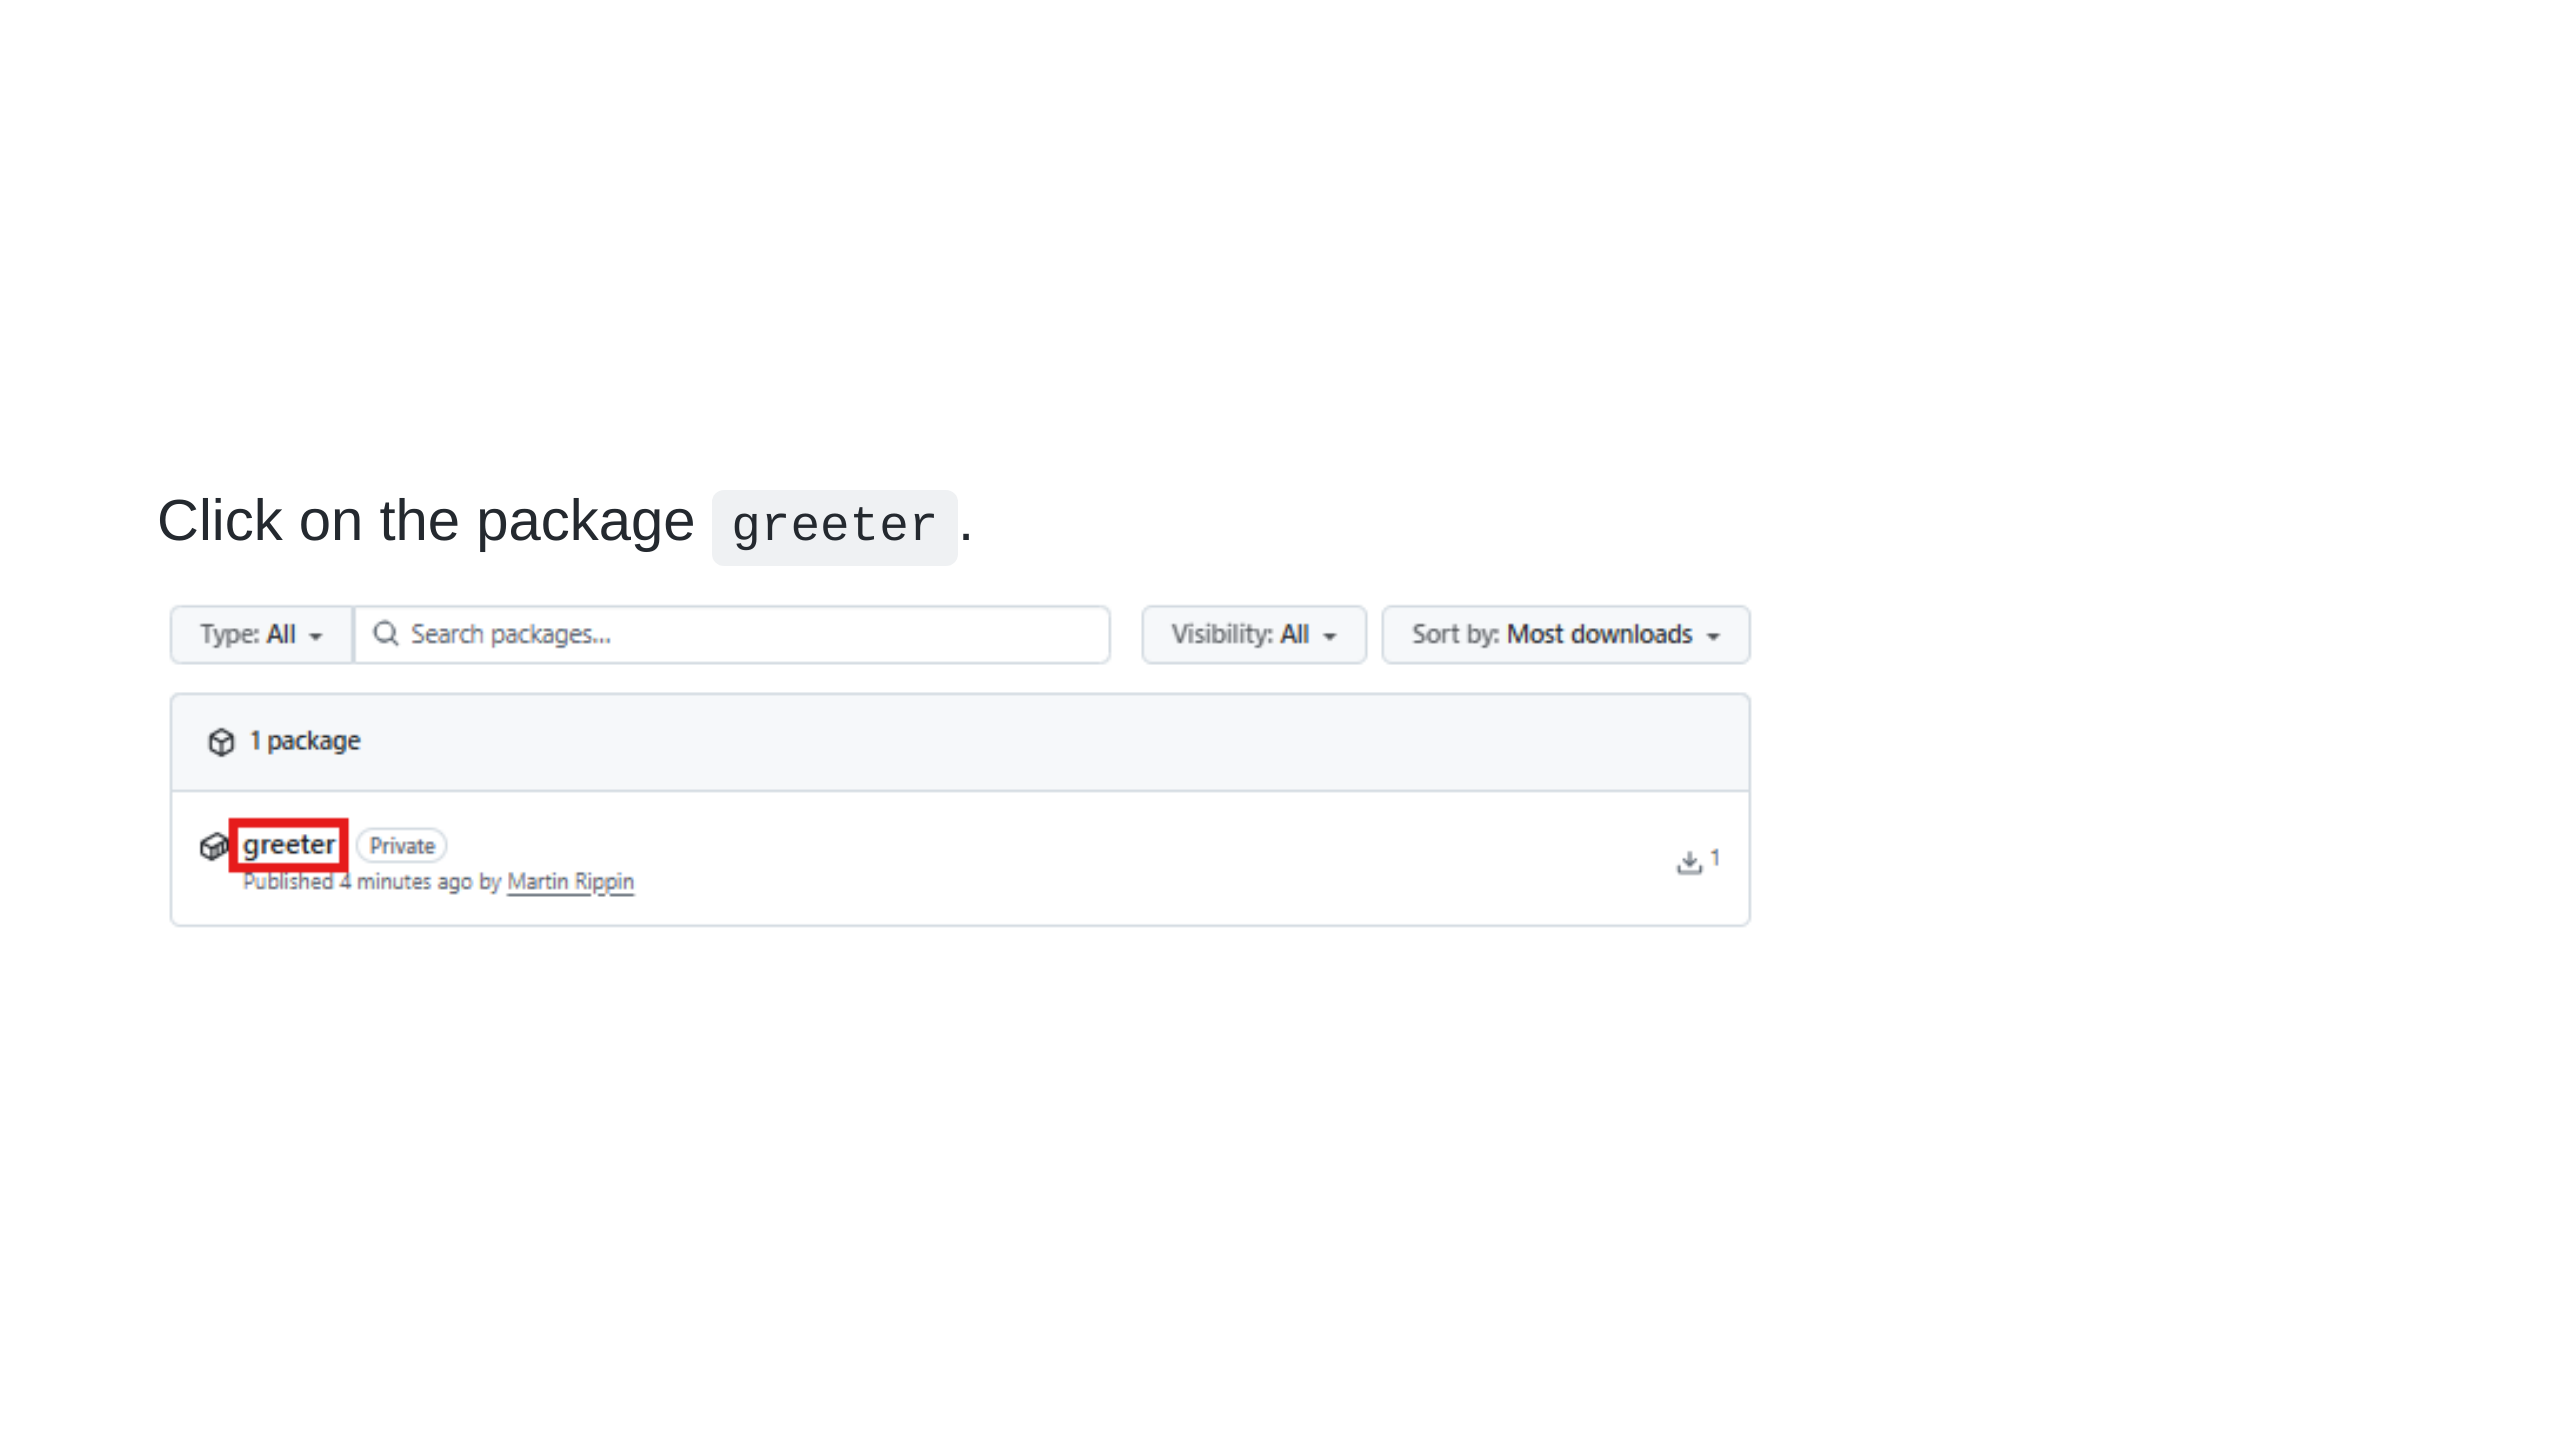 Click on the package greeter.
Type: All Search packages... Visibility: All Sort by: Most downloads
1 package
greeter Private
Published 4 minutes ago by Martin Rippin
1